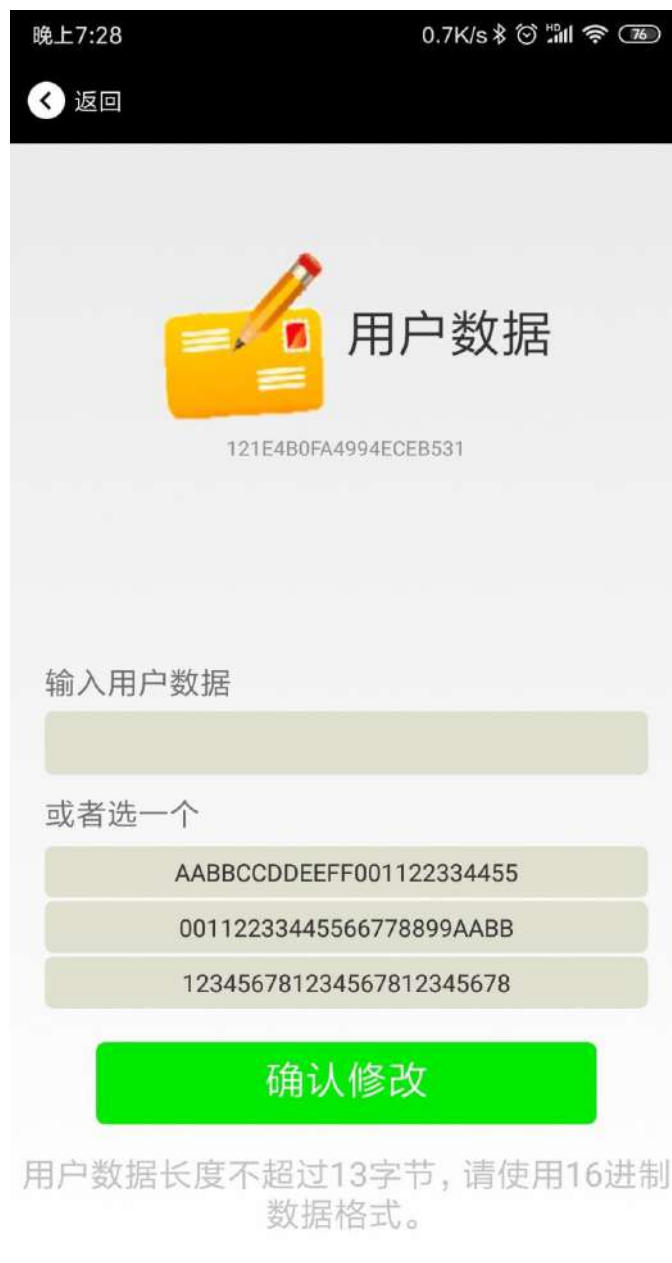 晚上7:28
0.7K/s HD 76
返回
用户数据
121E4B0FA4994ECEB531
输入用户数据
或者选一个
AABBCCDDEEFF001122334455
00112233445566778899AABB
123456781234567812345678
确认修改
用户数据长度不超过13字节，请使用16进制
数据格式。